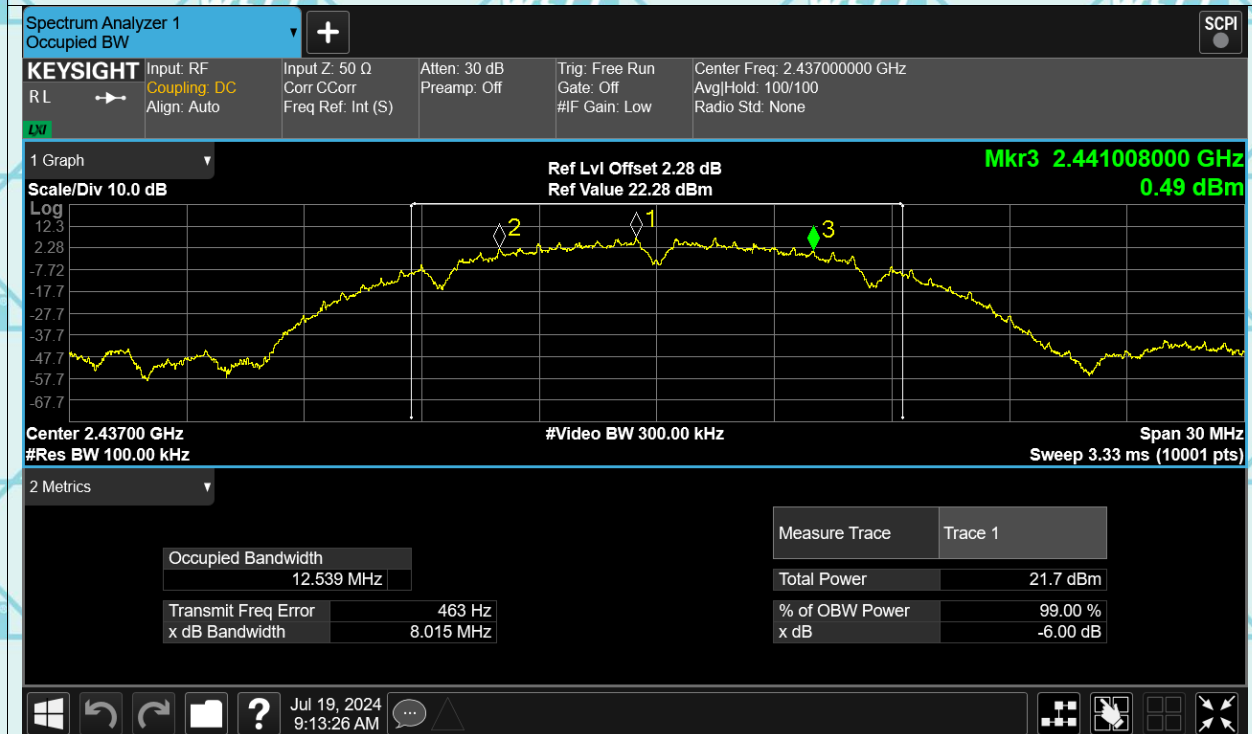 Spectrum Analyzer 1
Occupied BW
▼
+
SCPI
KEYSIGHT
RL
LXI
Input: RF
Coupling: DC
Align: Auto
Input Z: 50 Ω
Corr CCorr
Freq Ref: Int (S)
Atten: 30 dB
Preamp: Off
Trig: Free Run
Gate: Off
#IF Gain: Low
Center Freq: 2.437000000 GHz
Avg|Hold: 100/100
Radio Std: None
1 Graph ▼
Scale/Div 10.0 dB
Ref Lvl Offset 2.28 dB
Ref Value 22.28 dBm
Mkr3 2.441008000 GHz
0.49 dBm
Log
12.3
2.28
-7.72
-17.7
-27.7
-37.7
-47.7
-57.7
-67.7
2
1
3
Center 2.43700 GHz
#Res BW 100.00 kHz
#Video BW 300.00 kHz
Span 30 MHz
Sweep 3.33 ms (10001 pts)
2 Metrics ▼
Occupied Bandwidth
12.539 MHz
Transmit Freq Error 463 Hz
x dB Bandwidth 8.015 MHz
Measure Trace Trace 1
Total Power 21.7 dBm
% of OBW Power 99.00 %
x dB -6.00 dB
?
Jul 19, 2024
9:13:26 AM